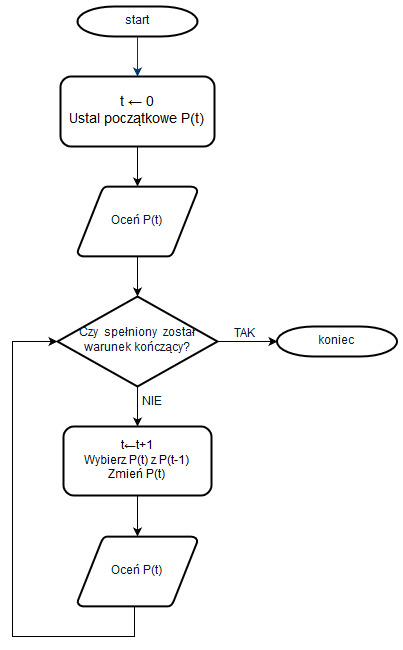 start
t ← 0
Ustal początkowe P(t)
Oceń P(t)
Czy spełniony został
warunek kończący?
TAK
koniec
NIE
t←t+1
Wybierz P(t) z P(t-1)
Zmień P(t)
Oceń P(t)